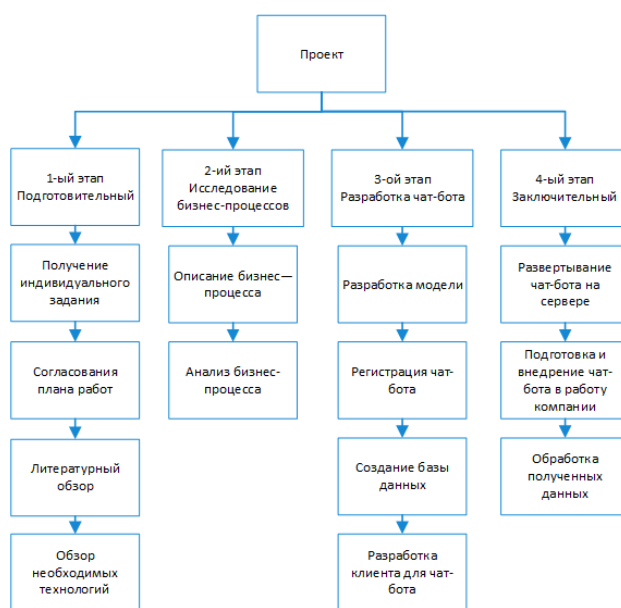 Проект
1-ый этап
Подготовительный
2-ий этап
Исследование
бизнес-процессов
3-ой этап
Разработка чат-бота
4-ый этап
Заключительный
Получение
индивидуального
задания
Описание бизнес—
процесса
Разработка модели
Развертывание
чат-бота на
сервере
Согласования
плана работ
Анализ бизнес-
процесса
Регистрация чат-
бота
Подготовка и
внедрение чат-
бота в работу
компании
Литературный
обзор
Создание базы
данных
Обработка
полученных
данных
Обзор
необходимых
технологий
Разработка
клиента для чат-
бота